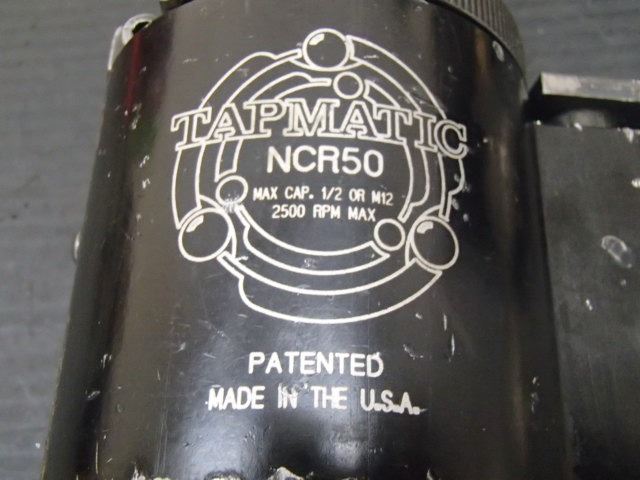 TAPMATIC
NCR50
MAX CAP. 1/2 OR M12
2500 RPM MAX
PATENTED
MADE IN THE U.S.A.